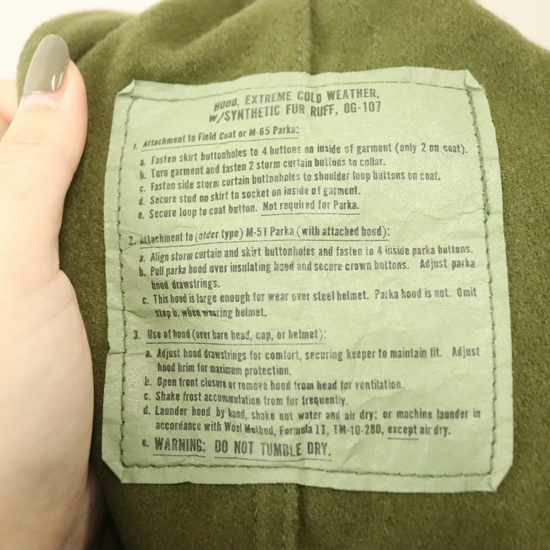 HOOD, EXTREME COLD WEATHER,
W/SYNTHETIC FUR RUFF, OG-107
1. Attachment to Field Coat or M-65 Parka:
a. Fasten skirt buttonholes to 4 buttons on inside of garment (only 2 on coat).
b. Turn garment and fasten 2 storm curtain buttons to collar.
c. Fasten side storm curtain buttonholes to shoulder loop buttons on coat.
d. Secure stud on skirt to socket on inside of garment.
e. Secure loop to coat button. Not required for Parka.
2. Attachment to (older type) M-51 Parka (with attached hood):
a. Align storm curtain and skirt buttonholes and fasten to 4 inside parka buttons.
b. Pull parka hood over insulating hood and secure crown buttons. Adjust parka
hood drawstrings.
c. This hood is large enough for wear over steel helmet. Parka hood is not. Omit
step b. when wearing helmet.
3. Use of hood (over bare head, cap, or helmet):
a. Adjust hood drawstrings for comfort, securing keeper to maintain fit. Adjust
hood brim for maximum protection.
b. Open front closure or remove hood from head for ventilation.
c. Shake frost accumulation from fur frequently.
d. Launder hood by hand, shake out water and air dry; or machine launder in
accordance with Wool Method, Formula II, TM-10-280, except air dry.
e. WARNING: DO NOT TUMBLE DRY.